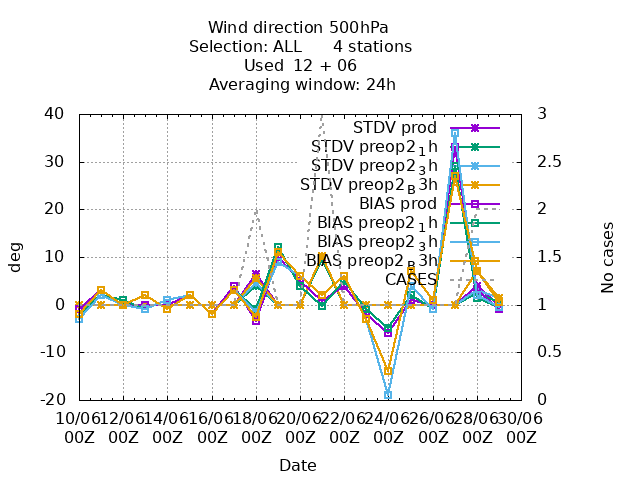 Wind direction 500hPa
Selection: ALL 4 stations
Used 12 + 06
Averaging window: 24h
40
30
20
10
0
-10
-20
deg
3
2.5
2
1.5
1
0.5
0
No cases
STDV prod
STDV preop2_1h
STDV preop2_3h
STDV preop2_B3h
BIAS prod
BIAS preop2_1h
BIAS preop2_3h
BIAS preop2_B3h
CASES
10/06 12/06 14/06 16/06 18/06 20/06 22/06 24/06 26/06 28/06 30/06
00Z 00Z 00Z 00Z 00Z 00Z 00Z 00Z 00Z 00Z 00Z
Date